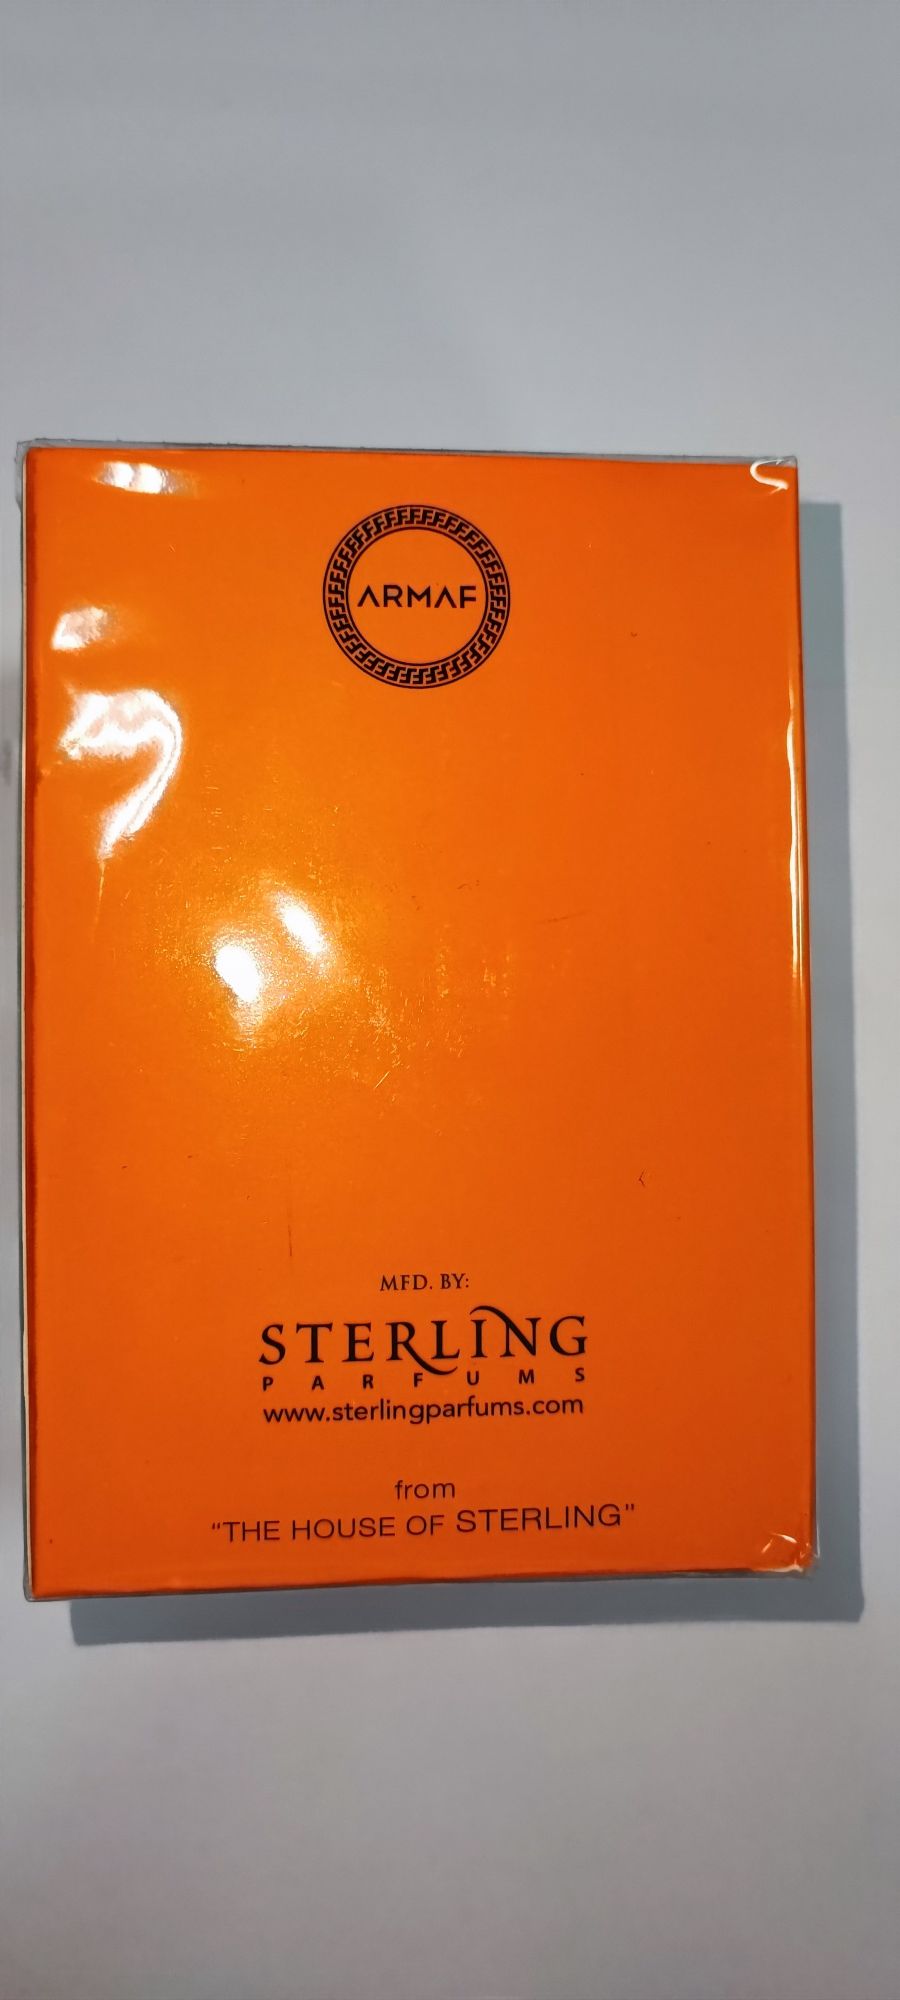 ARMAF
MFD. BY:
STERLING
PARFUMS
www.sterlingparfums.com
from
"THE HOUSE OF STERLING"